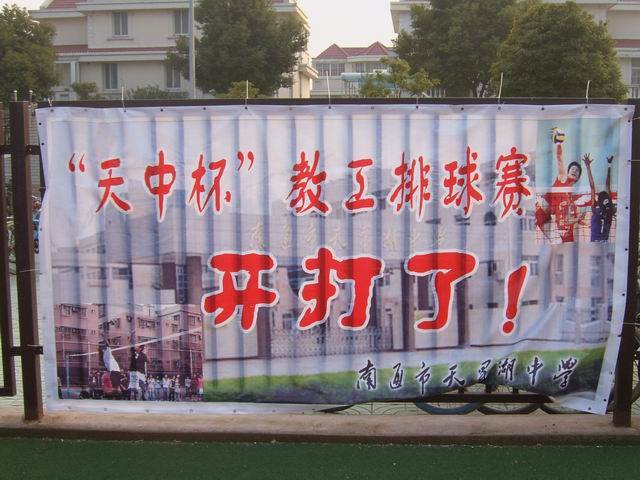 “天中杯”教工排球赛
开打了！
南通市天星湖中学